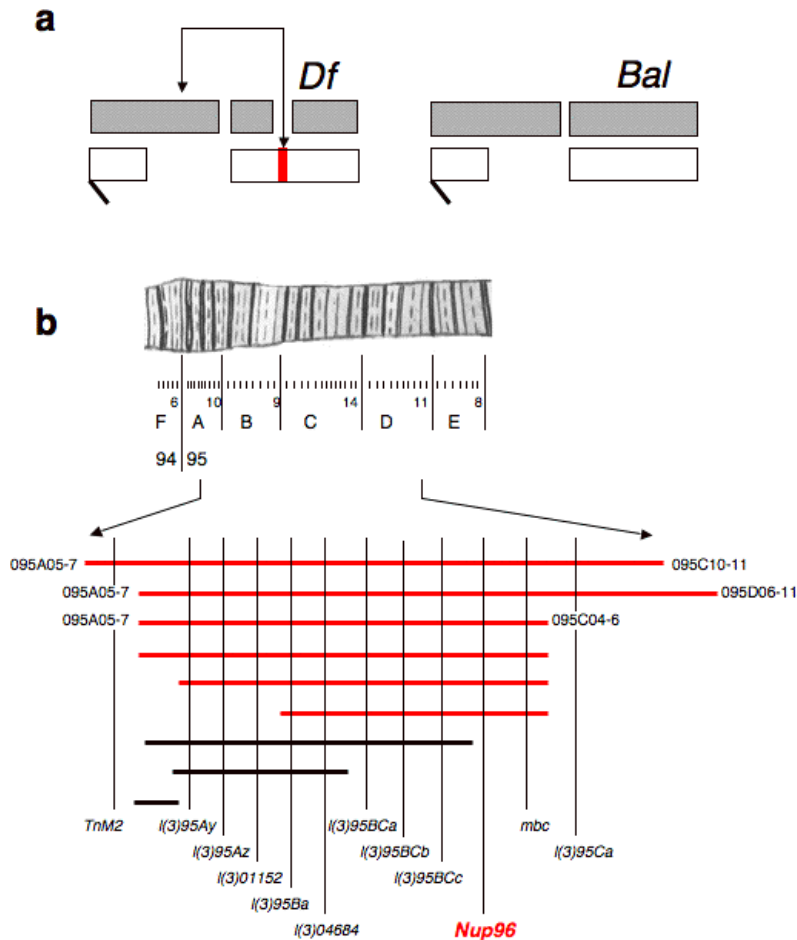 a
Df Bal
b
6 10 9 14 11 8
F A B C D E
94 95
095A05-7 095C10-11
095A05-7 095D06-11
095A05-7 095C04-6
TnM2 l(3)95Ay l(3)95BCa mbc
l(3)95Az l(3)95BCb l(3)95Ca
l(3)01152 l(3)95BCc
l(3)95Ba
l(3)04684 Nup96